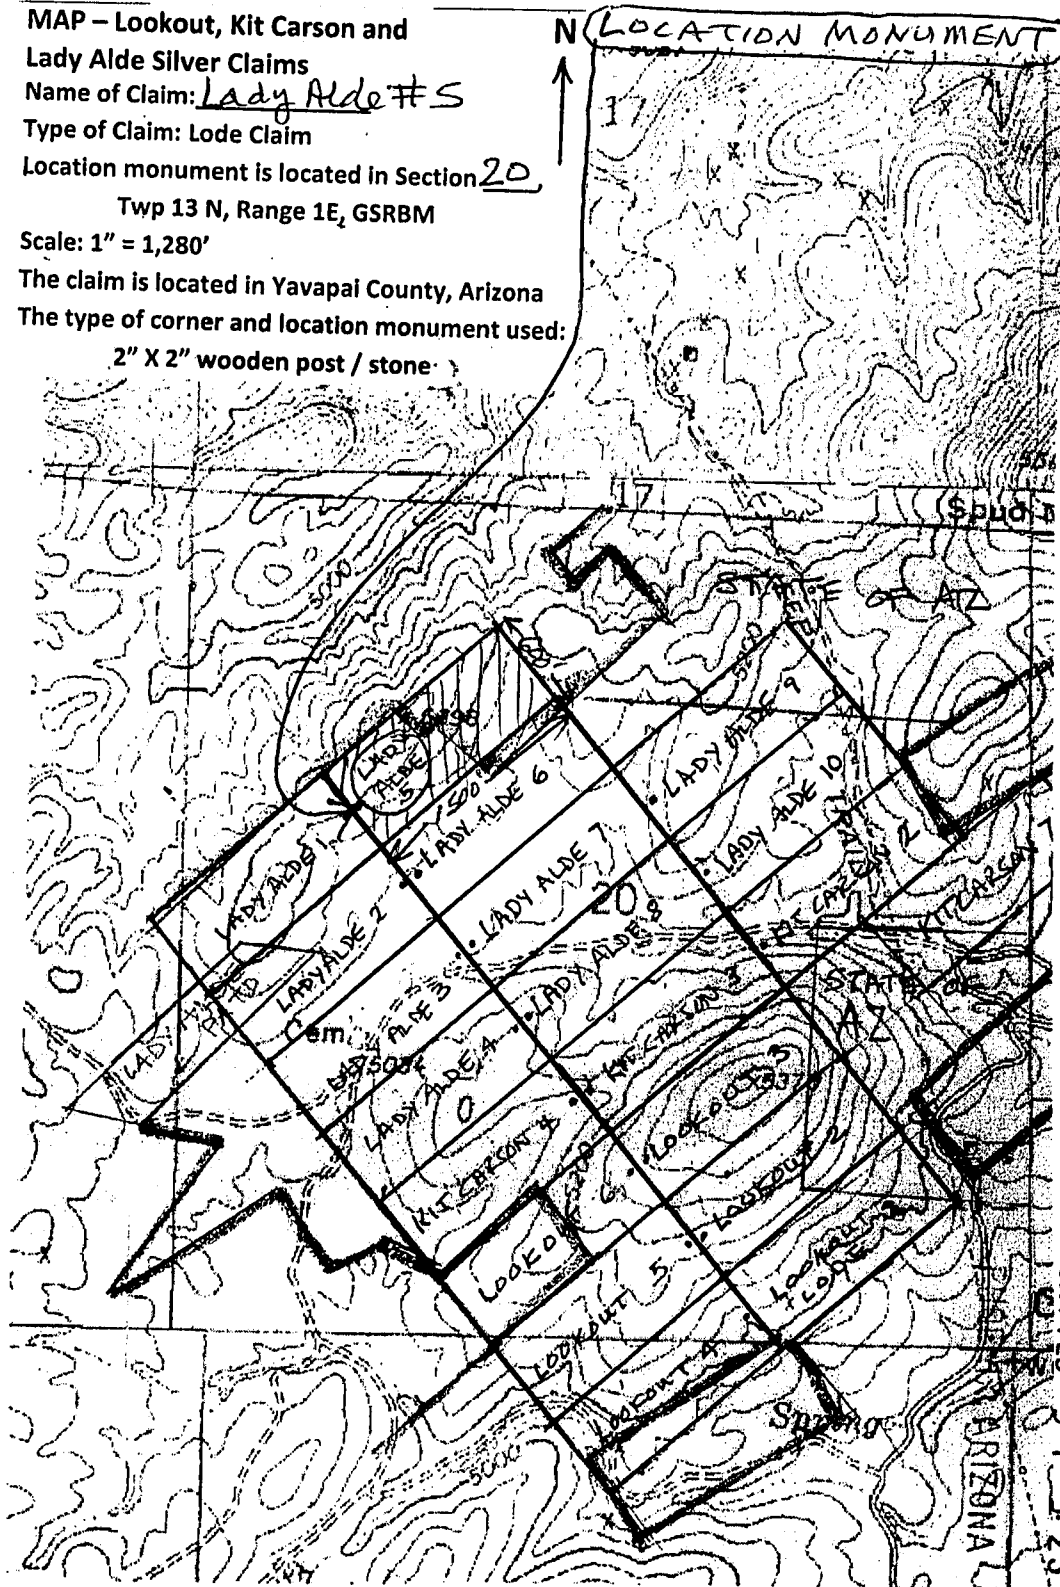 MAP – Lookout, Kit Carson and
Lady Alde Silver Claims
Name of Claim: Lady Alde #5
Type of Claim: Lode Claim
Location monument is located in Section 20,
Twp 13 N, Range 1E, GSRBM
Scale: 1" = 1,280'
The claim is located in Yavapai County, Arizona
The type of corner and location monument used:
2" X 2" wooden post / stone
N
LOCATION MONUMENT
17
17
(Spud
5000
STATE OF AZ
5200
LADY ALDE 5
1500'
LADY ALDE 6
LADY ALDE 9
LADY ALDE 10
LADY ALDE 1
LADY ALDE 7
TRAIL
20
LADY ALDE 2
LADY ALDE 8
KIT CARSON 2
KIT CARSON 1
STATE OF AZ
Cem
LADY ALDE 3
KIT CARSON 3
LADY ALDE 4
LOOKOUT 3
KIT CARSON 4
5200
LOOKOUT 2
LOOKOUT 6
LOOKOUT
LODE
LOOKOUT 5
LOOKOUT 4
Spring
5000
ARIZONA